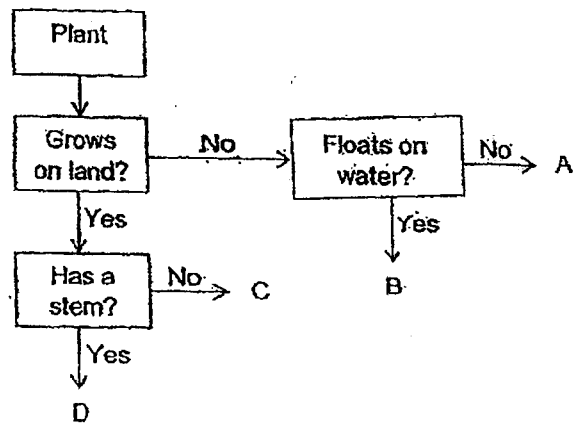 Plant
Grows
on land?
No
Floats on
water?
No
A
Yes
Yes
B
Has a
stem?
No
C
Yes
D